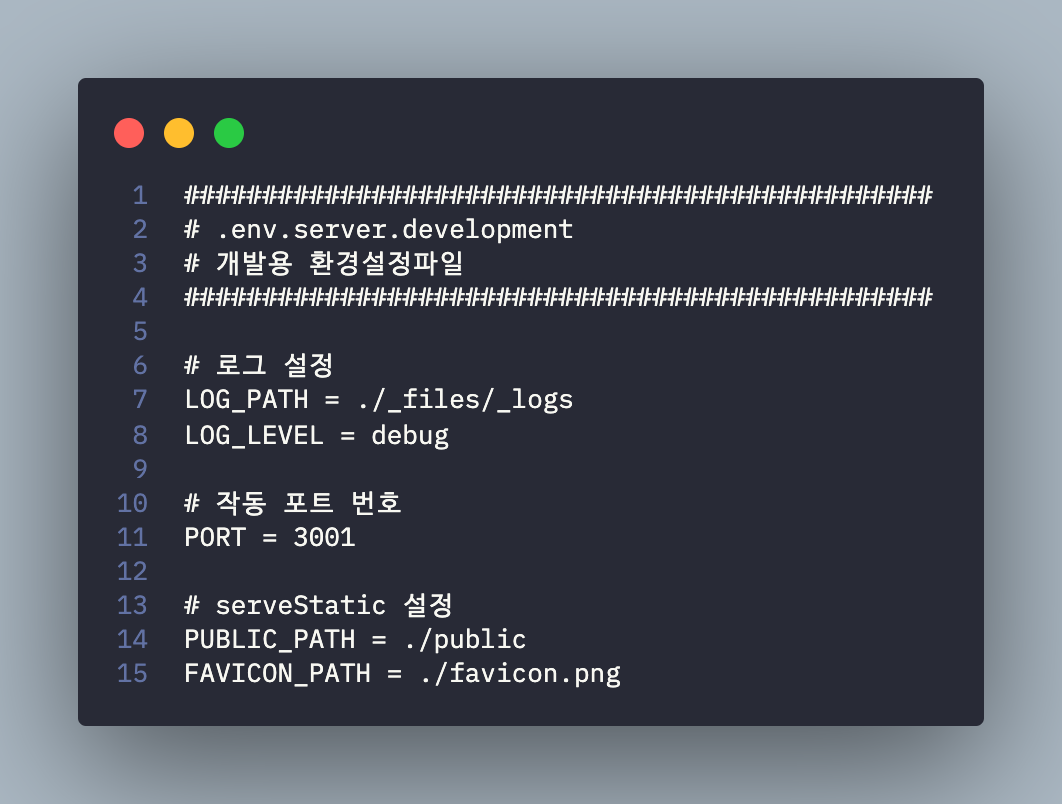 1 ################################################
2 # .env.server.development
3 # 개발용 환경설정파일
4 ################################################
5
6 # 로그 설정
7 LOG_PATH = ./_files/_logs
8 LOG_LEVEL = debug
9
10 # 작동 포트 번호
11 PORT = 3001
12
13 # serveStatic 설정
14 PUBLIC_PATH = ./public
15 FAVICON_PATH = ./favicon.png